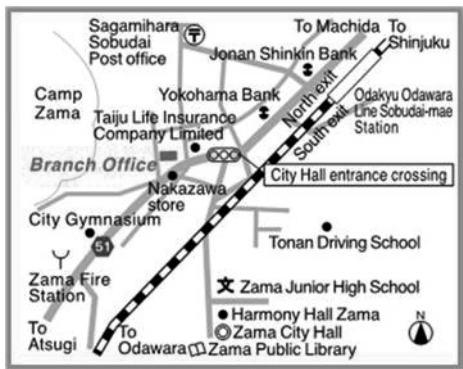 Sagamihara
Sobudai
Post office
To Machida
To
Shinjuku
Jonan Shinkin Bank
Camp
Zama
Yokohama Bank
North exit
South exit
Odakyu Odawara
Line Sobudai-mae
Station
Taiju Life Insurance
Company Limited
Branch Office
City Hall entrance crossing
Nakazawa
store
City Gymnasium
51
Tonan Driving School
Zama Fire
Station
文 Zama Junior High School
Harmony Hall Zama
Zama City Hall
Zama Public Library
N
To
Atsugi
To
Odawara